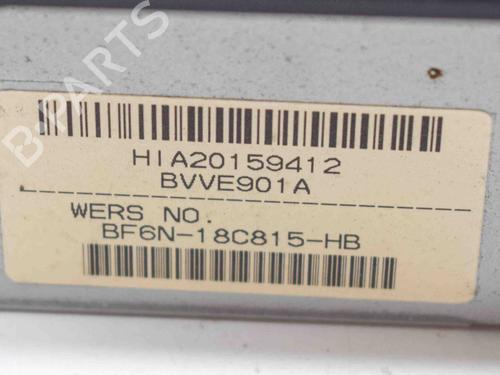 B-PARTS
HIA20159412
BVVE901A
WERS NO.
BF6N-18C815-HB